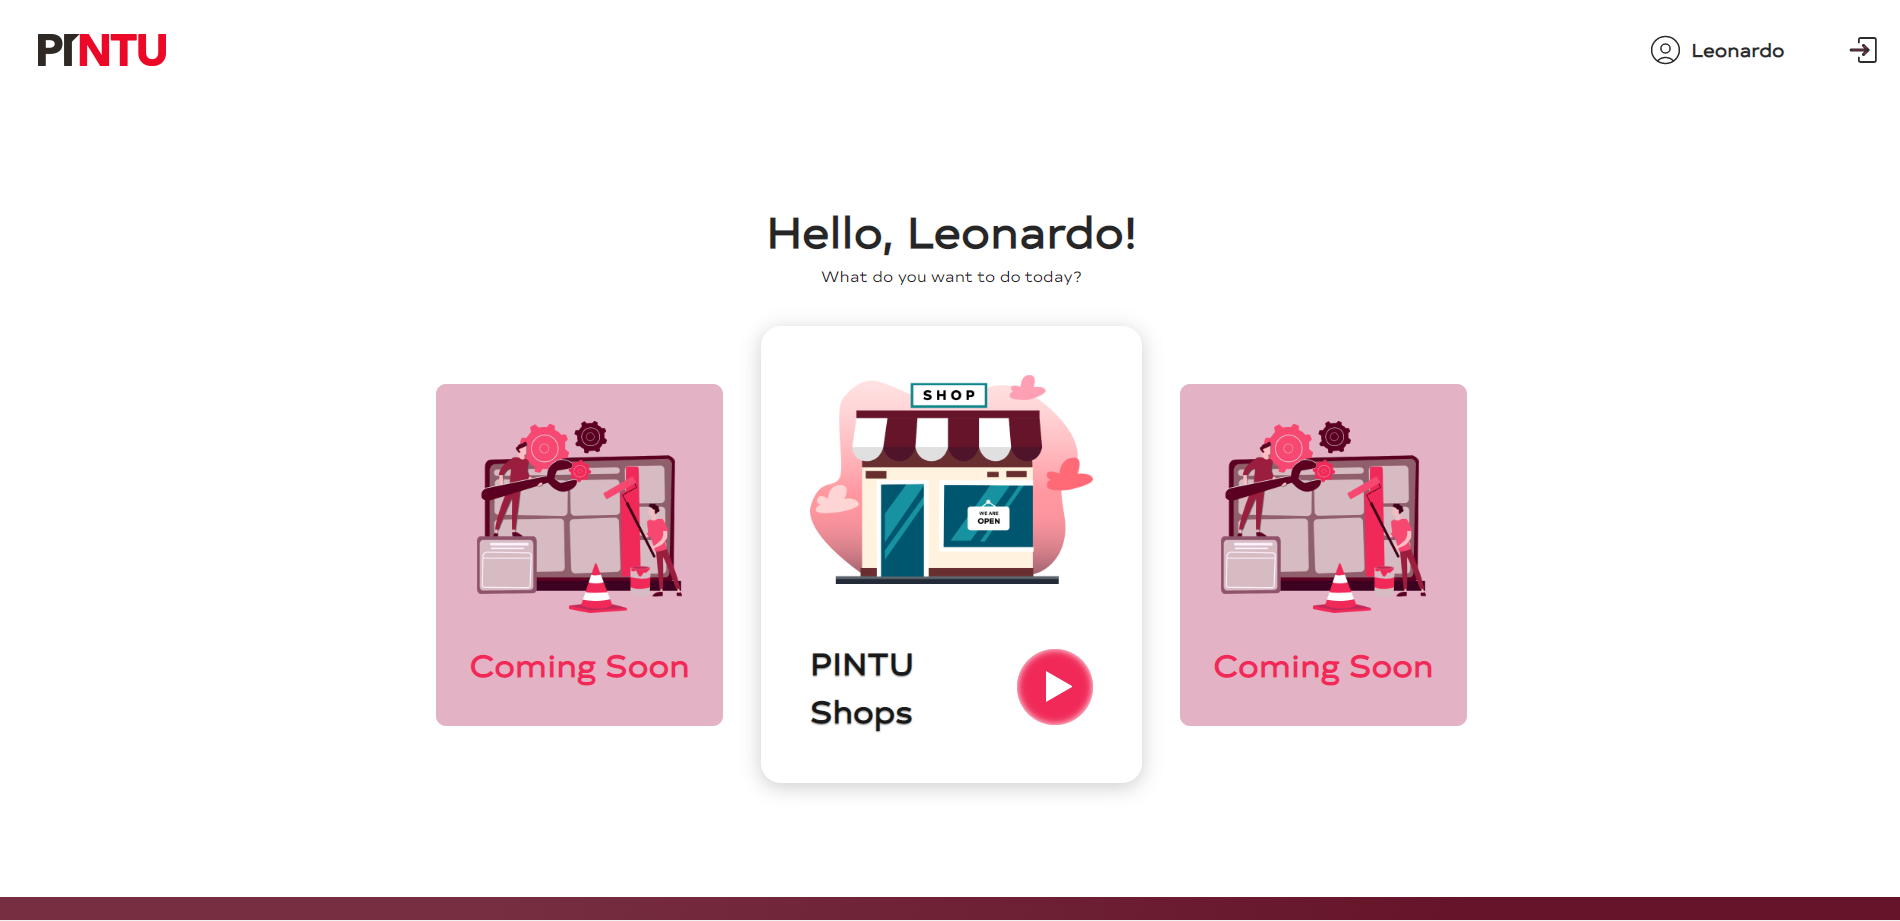 PINTU
Leonardo
Hello, Leonardo!
What do you want to do today?
SHOP
WE ARE
OPEN
Coming Soon
PINTU
Shops
Coming Soon